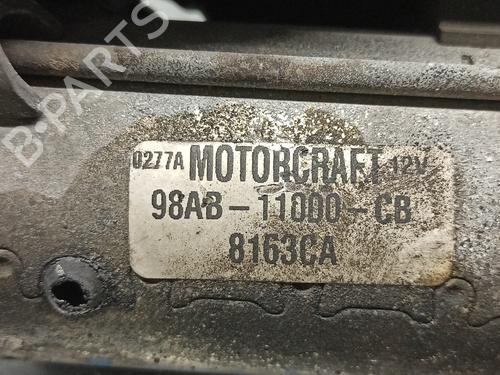 B-PARTS
0277A MOTORCRAFT 12V
98AB-11000-CB
8163CA